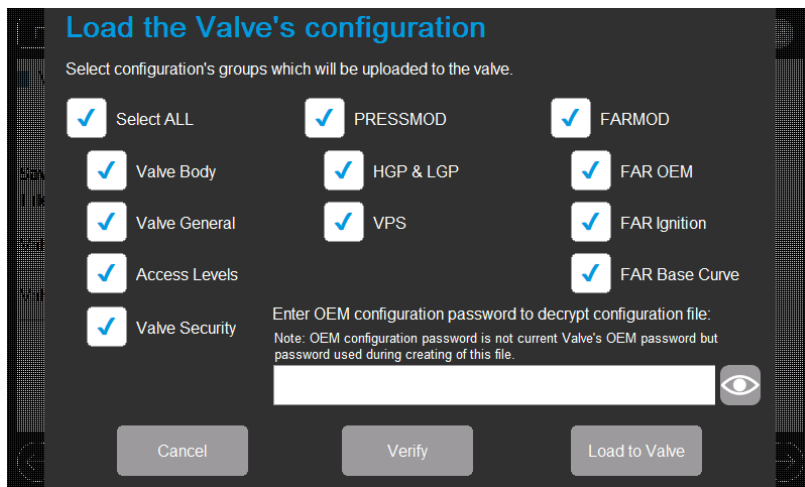 Load the Valve's configuration
Select configuration's groups which will be uploaded to the valve.
Select ALL
PRESSMOD
FARMOD
Valve Body
HGP & LGP
FAR OEM
Valve General
VPS
FAR Ignition
Access Levels
FAR Base Curve
Valve Security
Enter OEM configuration password to decrypt configuration file:
Note: OEM configuration password is not current Valve's OEM password but
password used during creating of this file.
Cancel
Verify
Load to Valve